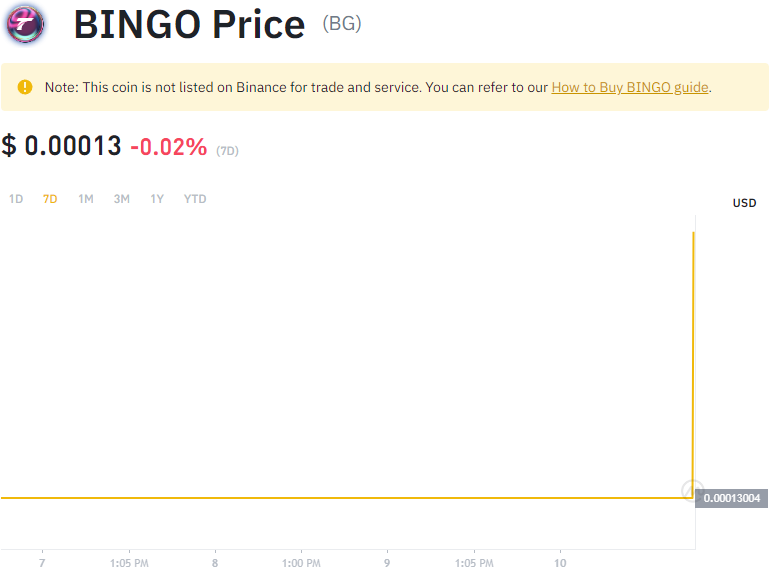 BINGO Price (BG)
Note: This coin is not listed on Binance for trade and service. You can refer to our How to Buy BINGO guide.
$ 0.00013 -0.02% (7D)
1D 7D 1M 3M 1Y YTD
USD
0.00013004
7 1:05 PM 8 1:00 PM 9 1:05 PM 10